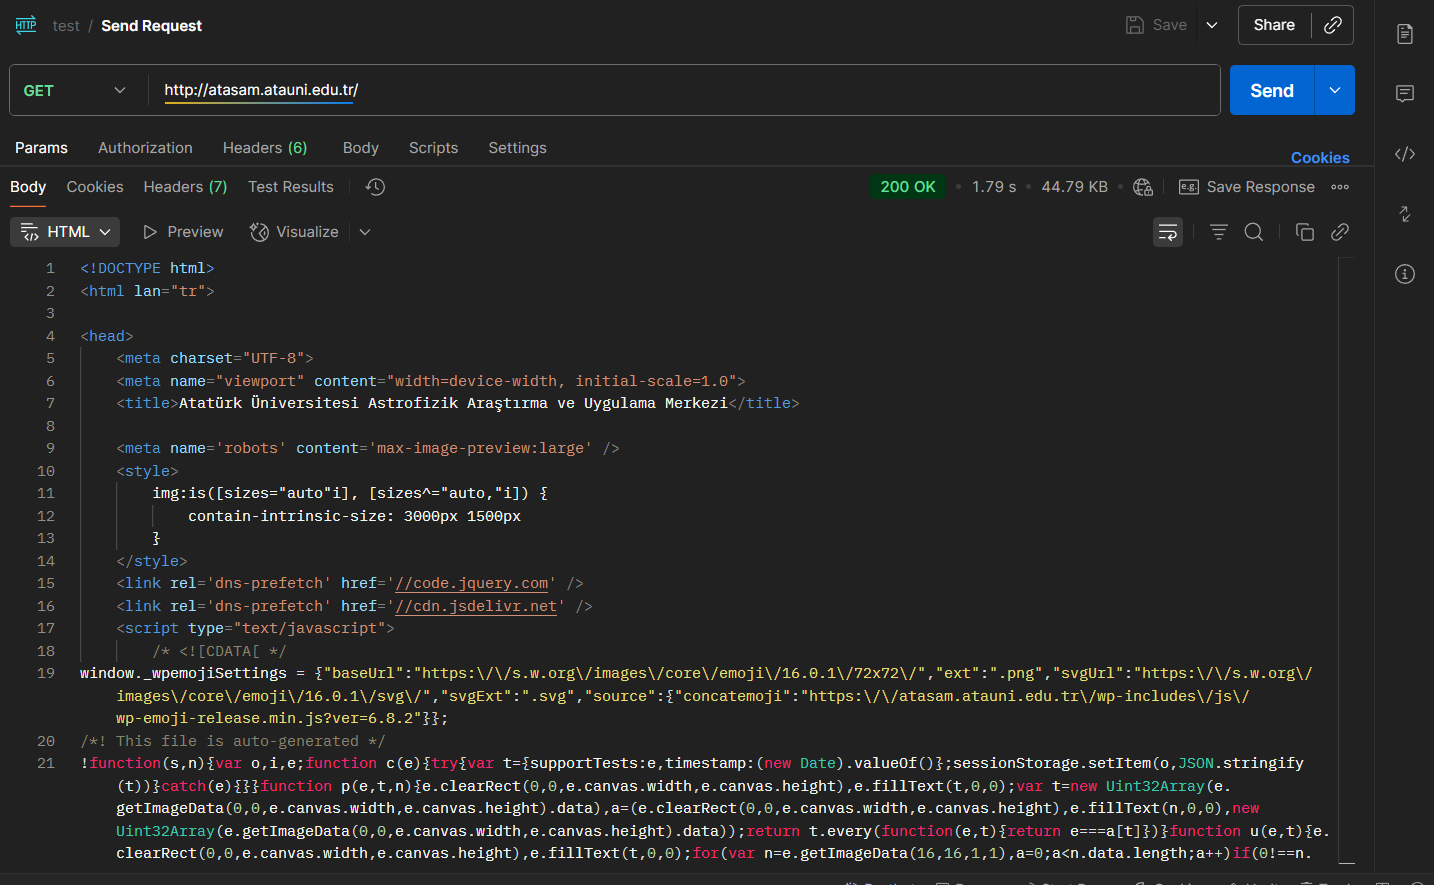 HTTP test / Send Request Save Share
GET http://atasam.atauni.edu.tr/ Send
Params Authorization Headers (6) Body Scripts Settings
Cookies
Body Cookies Headers (7) Test Results 200 OK 1.79 s 44.79 KB e.g. Save Response
HTML Preview Visualize
1 <!DOCTYPE html>
2 <html lan="tr">
3
4 <head>
5 <meta charset="UTF-8">
6 <meta name="viewport" content="width=device-width, initial-scale=1.0">
7 <title>Atatürk Üniversitesi Astrofizik Araştırma ve Uygulama Merkezi</title>
8
9 <meta name='robots' content='max-image-preview:large' />
10 <style>
11 img:is([sizes="auto"i], [sizes^="auto,"i]) {
12 contain-intrinsic-size: 3000px 1500px
13 }
14 </style>
15 <link rel='dns-prefetch' href='//code.jquery.com' />
16 <link rel='dns-prefetch' href='//cdn.jsdelivr.net' />
17 <script type="text/javascript">
18 /* <![CDATA[ */
19 window._wpemojiSettings = {"baseUrl":"https:\/\/s.w.org\/images\/core\/emoji\/16.0.1\/72x72\/","ext":".png","svgUrl":"https:\/\/s.w.org\/
images\/core\/emoji\/16.0.1\/svg\/","svgExt":".svg","source":{"concatemoji":"https:\/\/atasam.atauni.edu.tr\/wp-includes\/js\/
wp-emoji-release.min.js?ver=6.8.2"}};
20 /*! This file is auto-generated */
21 !function(s,n){var o,i,e;function c(e){try{var t={supportTests:e,timestamp:(new Date).valueOf()};sessionStorage.setItem(o,JSON.stringify
(t))}catch(e){}}function p(e,t,n){e.clearRect(0,0,e.canvas.width,e.canvas.height),e.fillText(t,0,0);var t=new Uint32Array(e.
getImageData(0,0,e.canvas.width,e.canvas.height).data),a=(e.clearRect(0,0,e.canvas.width,e.canvas.height),e.fillText(n,0,0),new
Uint32Array(e.getImageData(0,0,e.canvas.width,e.canvas.height).data));return t.every(function(e,t){return e===a[t]})}function u(e,t){e.
clearRect(0,0,e.canvas.width,e.canvas.height),e.fillText(t,0,0);for(var n=e.getImageData(16,16,1,1),a=0;a<n.data.length;a++)if(0!==n.